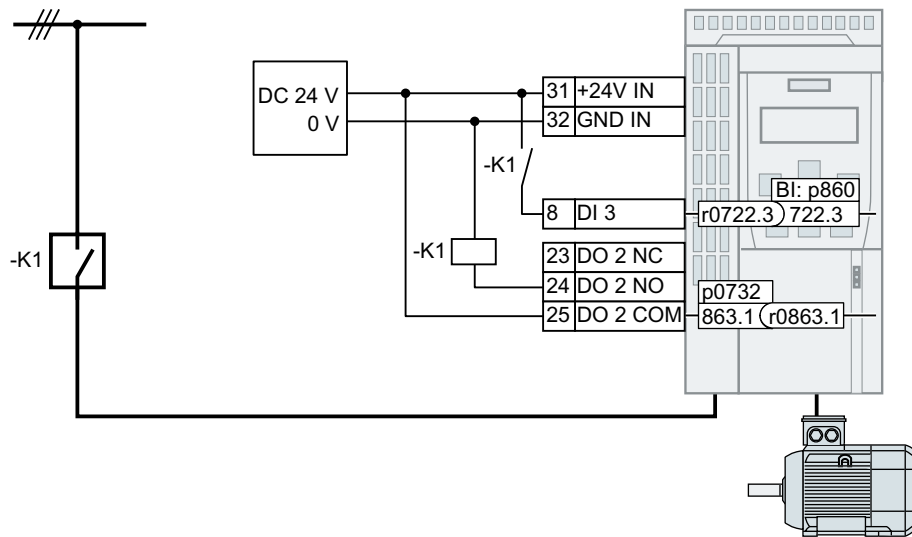 DC 24 V
0 V
31 +24V IN
32 GND IN
-K1
8 DI 3
BI: p860
r0722.3 722.3
-K1
-K1
23 DO 2 NC
24 DO 2 NO
25 DO 2 COM
p0732
863.1 r0863.1